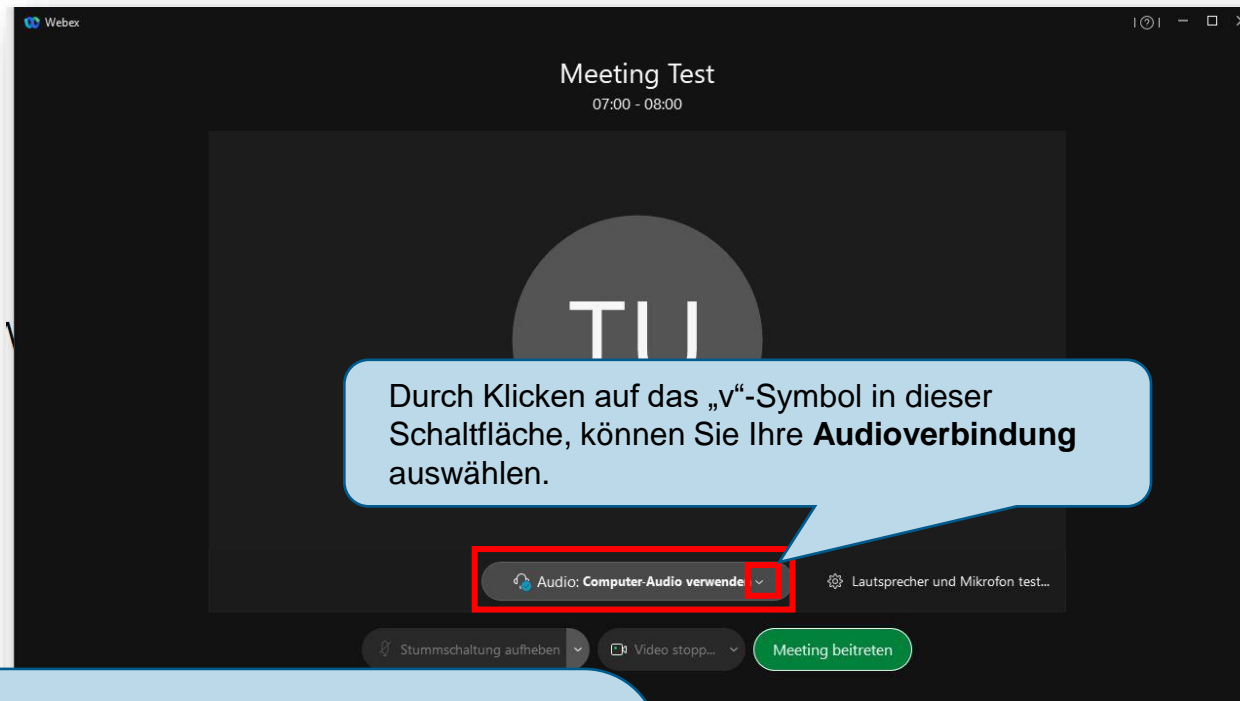 Webex
Meeting Test
07:00 - 08:00
TU
Durch Klicken auf das „v“-Symbol in dieser
Schaltfläche, können Sie Ihre Audioverbindung
auswählen.
Audio: Computer-Audio verwenden
Lautsprecher und Mikrofon test...
Stummschaltung aufheben
Video stopp...
Meeting beitreten